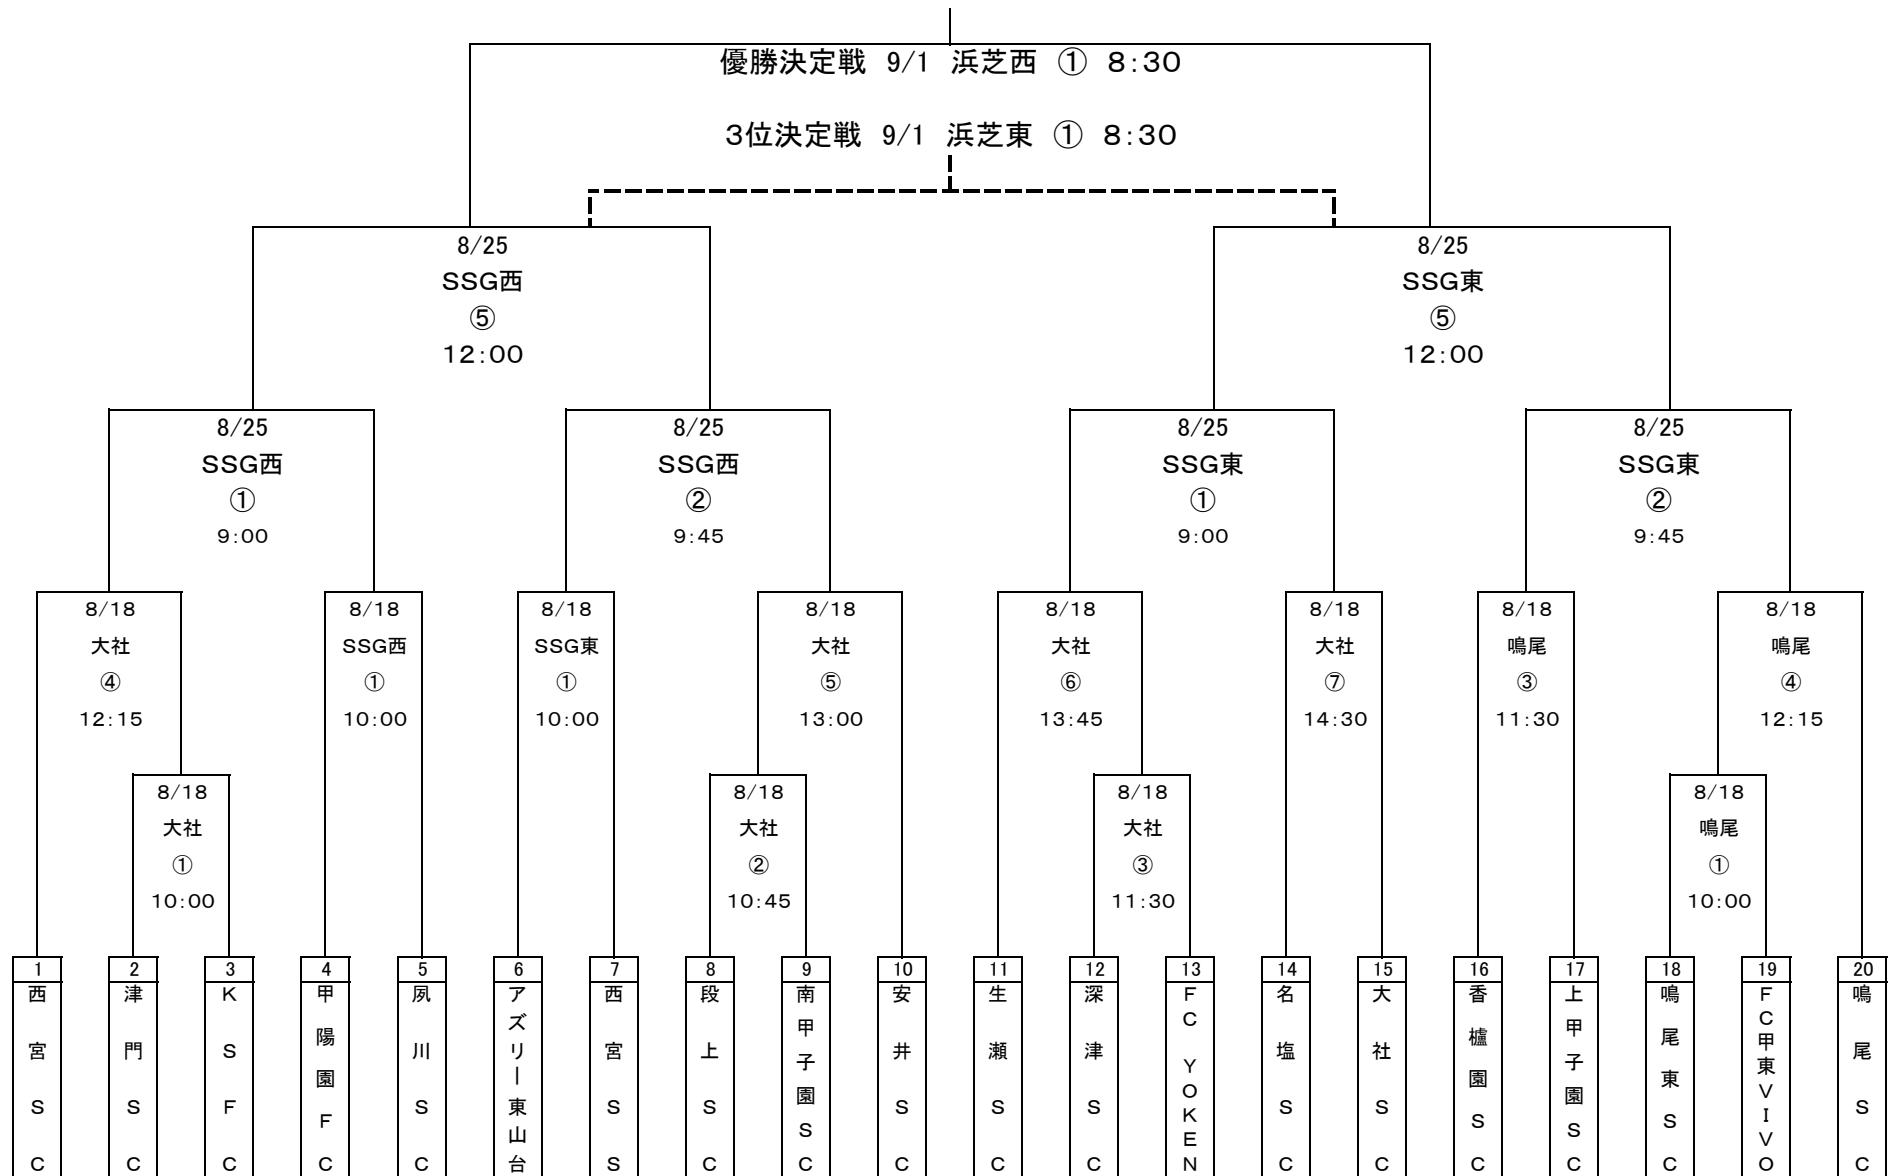 優勝決定戦 9/1 浜芝西 ① 8:30
3位決定戦 9/1 浜芝東 ① 8:30
8/25 8/25
SSG西 SSG東
⑤ ⑤
12:00 12:00
8/25 8/25 8/25 8/25
SSG西 SSG西 SSG東 SSG東
① ② ① ②
9:00 9:45 9:00 9:45
8/18 8/18 8/18 8/18 8/18 8/18 8/18 8/18
大社 SSG西 SSG東 大社 大社 大社 鳴尾 鳴尾
④ ① ① ⑤ ⑥ ⑦ ③ ④
12:15 10:00 10:00 13:00 13:45 14:30 11:30 12:15
8/18 8/18 8/18 8/18
大社 大社 大社 鳴尾
① ② ③ ①
10:00 10:45 11:30 10:00
1 2 3 4 5 6 7 8 9 10 11 12 13 14 15 16 17 18 19 20
西宮SC
津門SC
KSFC
甲陽園FC
夙川SC
アズリー東山台
西宮SS
段上SC
南甲子園SC
安井SC
生瀬SC
深津SC
FC YOKEN
名塩SC
大社SC
香櫨園SC
上甲子園SC
鳴尾東SC
FC甲東VIVO
鳴尾SC